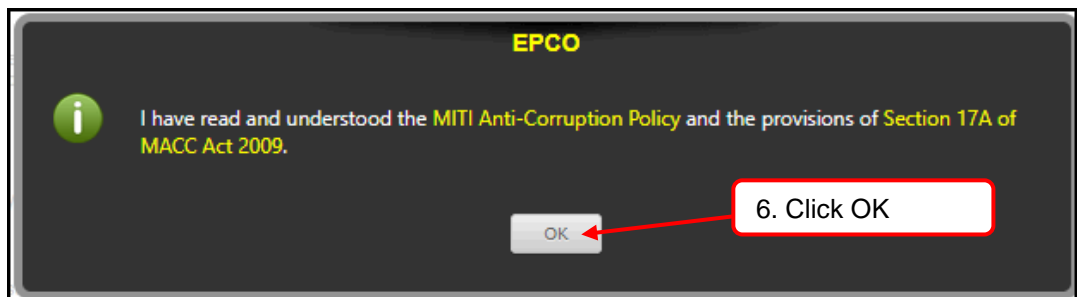 EPCO
I have read and understood the MITI Anti-Corruption Policy and the provisions of Section 17A of
MACC Act 2009.
6. Click OK
OK